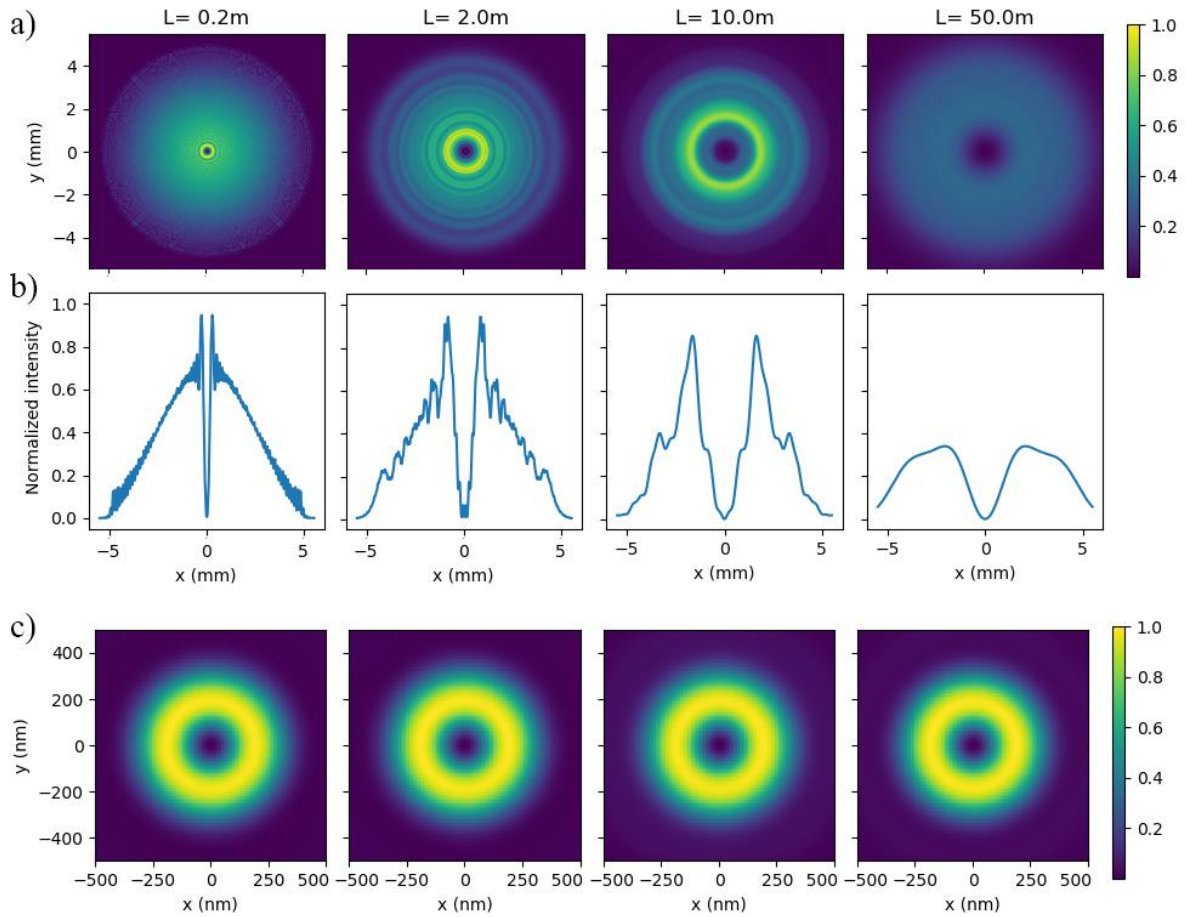 a)
L= 0.2m L= 2.0m L= 10.0m L= 50.0m
y (mm)
4
2
0
−2
−4
1.0
0.8
0.6
0.4
0.2
b)
Normalized intensity
1.0
0.8
0.6
0.4
0.2
0.0
−5 0 5 −5 0 5 −5 0 5 −5 0 5
x (mm) x (mm) x (mm) x (mm)
c)
y (nm)
400
200
0
−200
−400
1.0
0.8
0.6
0.4
0.2
−500 −250 0 250 −500 −250 0 250 −500 −250 0 250 −500 −250 0 250 500
x (nm) x (nm) x (nm) x (nm)